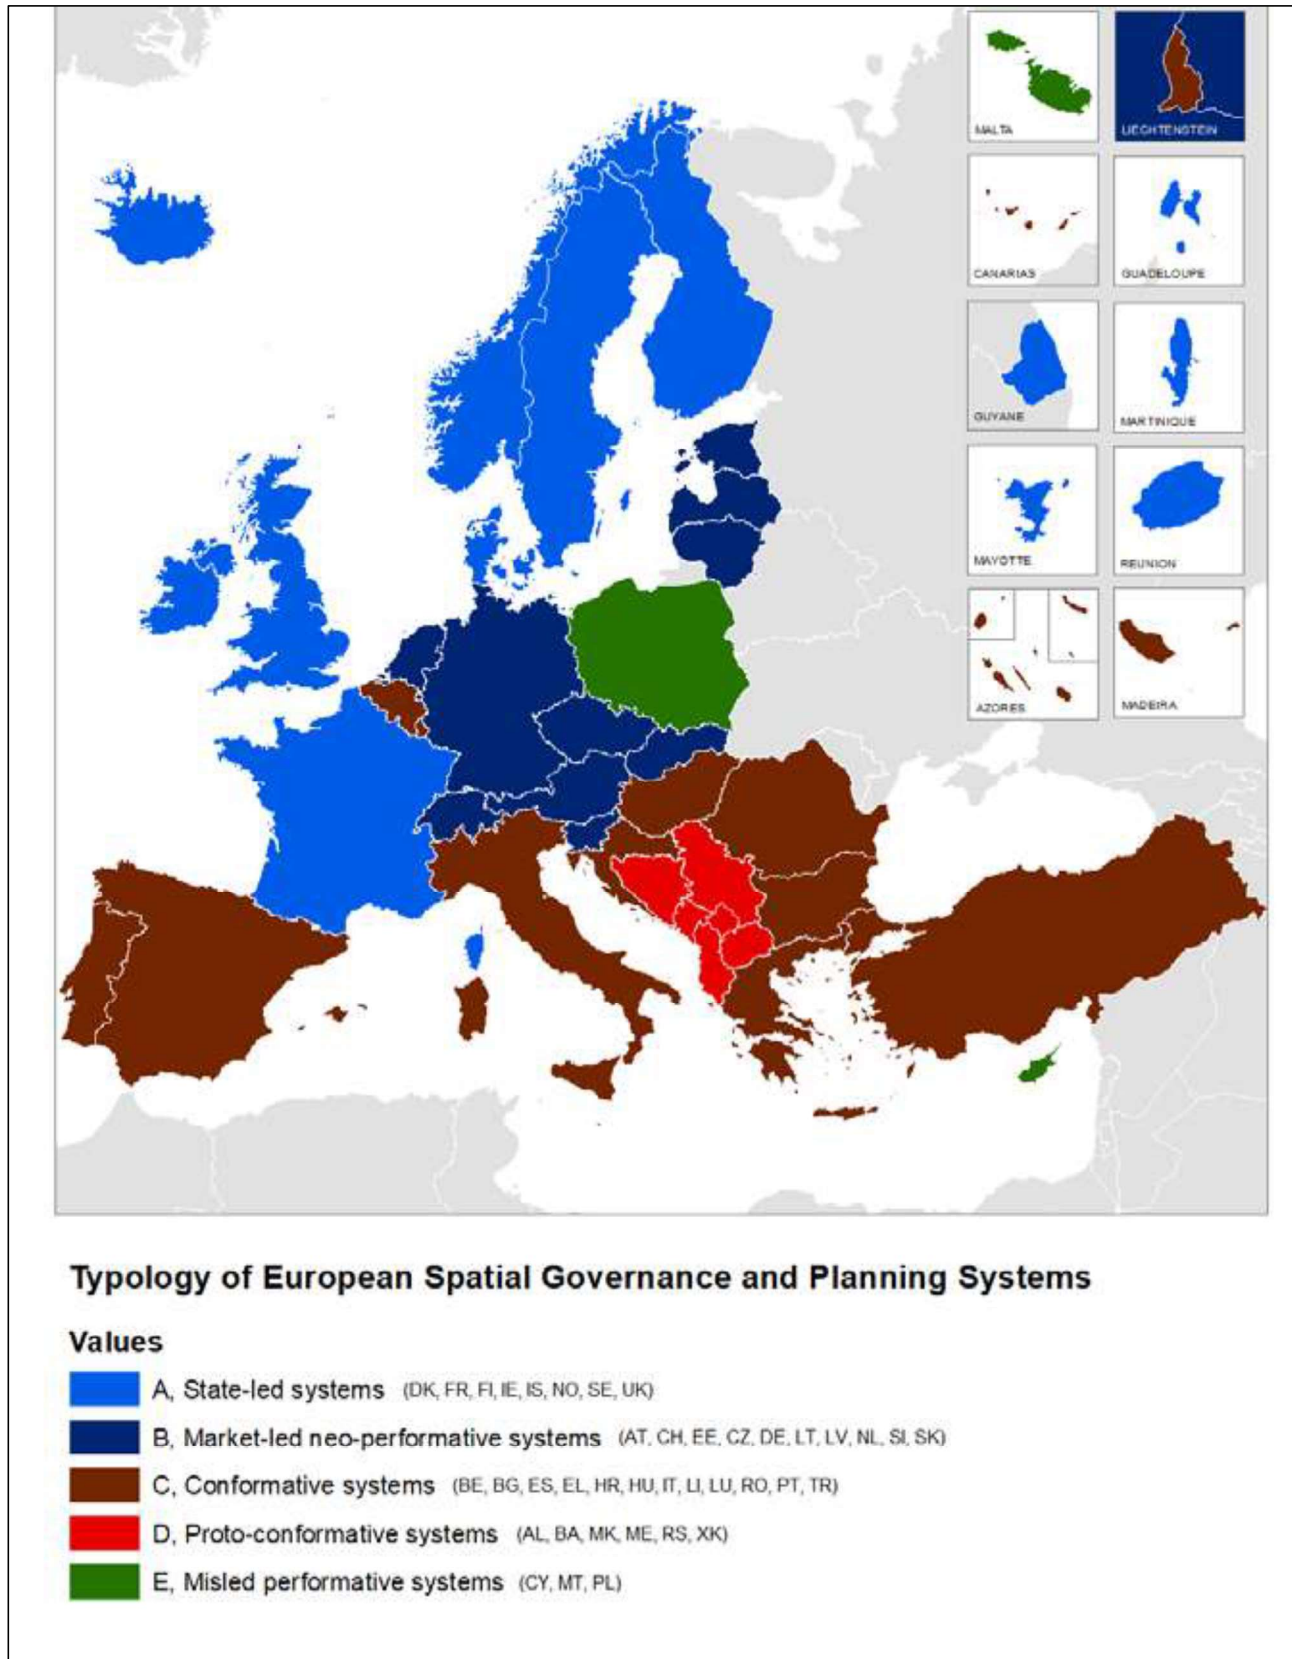 MALTA
LIECHTENSTEIN
CANARIAS
GUADELOUPE
GUYANE
MARTINIQUE
MAYOTTE
REUNION
AZORES
MADEIRA
Typology of European Spatial Governance and Planning Systems
Values
A, State-led systems (DK, FR, FI, IE, IS, NO, SE, UK)
B, Market-led neo-performative systems (AT, CH, EE, CZ, DE, LT, LV, NL, SI, SK)
C, Conformative systems (BE, BG, ES, EL, HR, HU, IT, LI, LU, RO, PT, TR)
D, Proto-conformative systems (AL, BA, MK, ME, RS, XK)
E, Misled performative systems (CY, MT, PL)